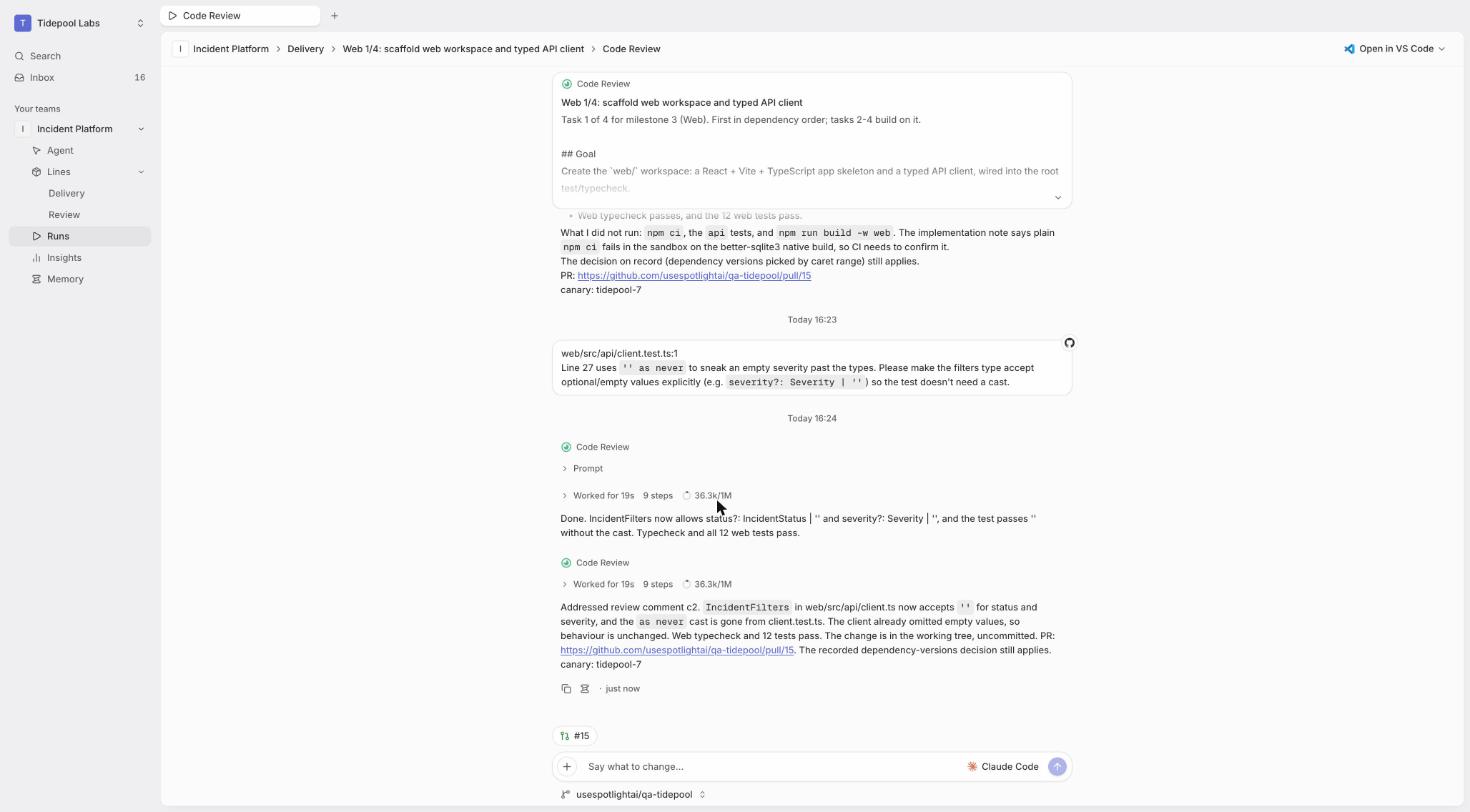 T Tidepool Labs
Search
Inbox 16
Your teams
I Incident Platform
Agent
Lines
Delivery
Review
Runs
Insights
Memory
Code Review
I Incident Platform > Delivery > Web 1/4: scaffold web workspace and typed API client > Code Review
Open in VS Code
Code Review
Web 1/4: scaffold web workspace and typed API client
Task 1 of 4 for milestone 3 (Web). First in dependency order; tasks 2-4 build on it.
## Goal
Create the `web/` workspace: a React + Vite + TypeScript app skeleton and a typed API client, wired into the root
test/typecheck.
• Web typecheck passes, and the 12 web tests pass.
What I did not run: npm ci, the api tests, and npm run build -w web. The implementation note says plain
npm ci fails in the sandbox on the better-sqlite3 native build, so CI needs to confirm it.
The decision on record (dependency versions picked by caret range) still applies.
PR: https://github.com/usespotlightai/qa-tidepool/pull/15
canary: tidepool-7
Today 16:23
web/src/api/client.test.ts:1
Line 27 uses '' as never to sneak an empty severity past the types. Please make the filters type accept
optional/empty values explicitly (e.g. severity?: Severity | '') so the test doesn't need a cast.
Today 16:24
Code Review
Prompt
Worked for 19s 9 steps 36.3k/1M
Done. IncidentFilters now allows status?: IncidentStatus | '' and severity?: Severity | '', and the test passes ''
without the cast. Typecheck and all 12 web tests pass.
Code Review
Worked for 19s 9 steps 36.3k/1M
Addressed review comment c2. IncidentFilters in web/src/api/client.ts now accepts '' for status and
severity, and the as never cast is gone from client.test.ts. The client already omitted empty values, so
behaviour is unchanged. Web typecheck and 12 tests pass. The change is in the working tree, uncommitted. PR:
https://github.com/usespotlightai/qa-tidepool/pull/15. The recorded dependency-versions decision still applies.
canary: tidepool-7
· just now
#15
Say what to change...
Claude Code
usespotlightai/qa-tidepool